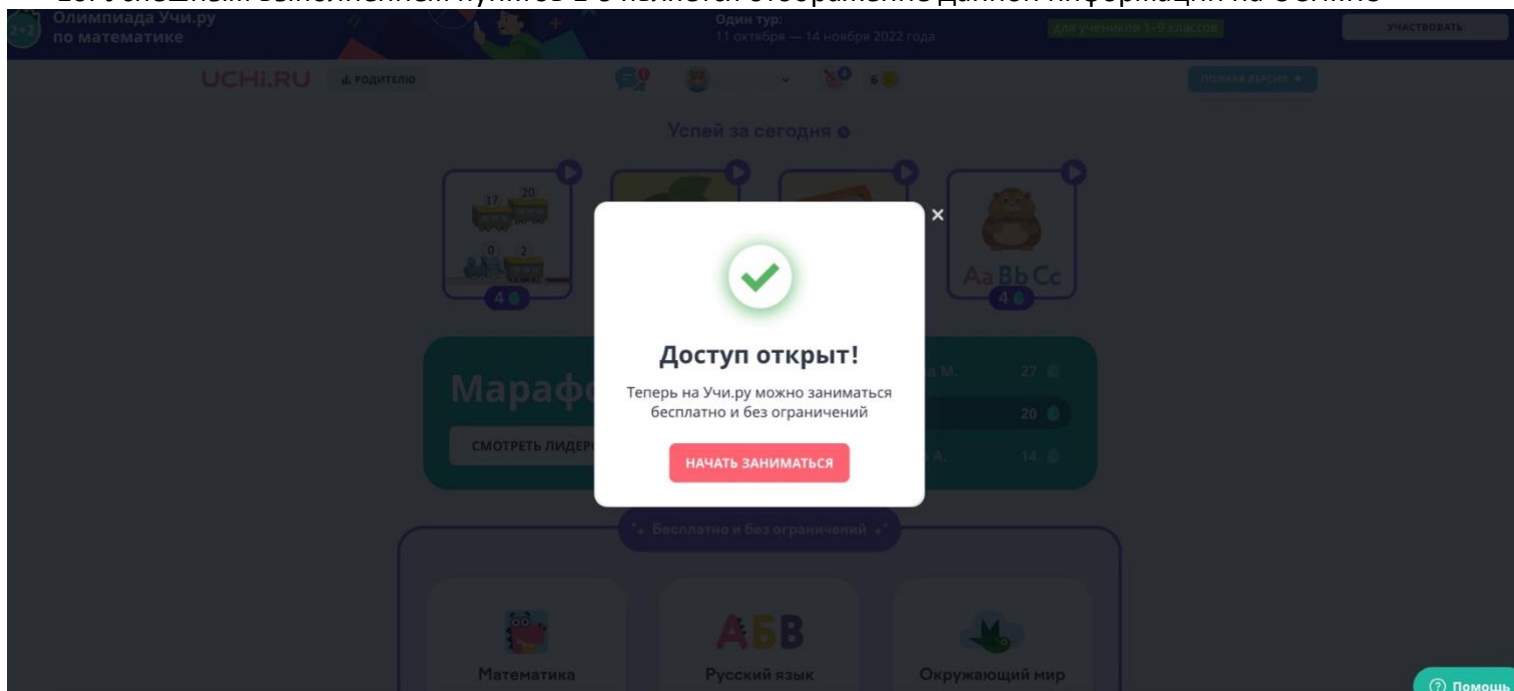 Олимпиада Учи.ру
по математике
2+2
Один тур:
11 октября — 14 ноября 2022 года
для учеников 1–9 классов
УЧАСТВОВАТЬ
UCHi.RU
РОДИТЕЛЮ
6
ПОЛНАЯ ВЕРСИЯ
Успей за сегодня
17 20
0 2
4
Aa Bb Cc
4
Доступ открыт!
Теперь на Учи.ру можно заниматься
бесплатно и без ограничений
НАЧАТЬ ЗАНИМАТЬСЯ
СМОТРЕТЬ
М. 27
20
А. 14
Бесплатно и без ограничений
АБВ
Математика
Русский язык
Окружающий мир
Помощь